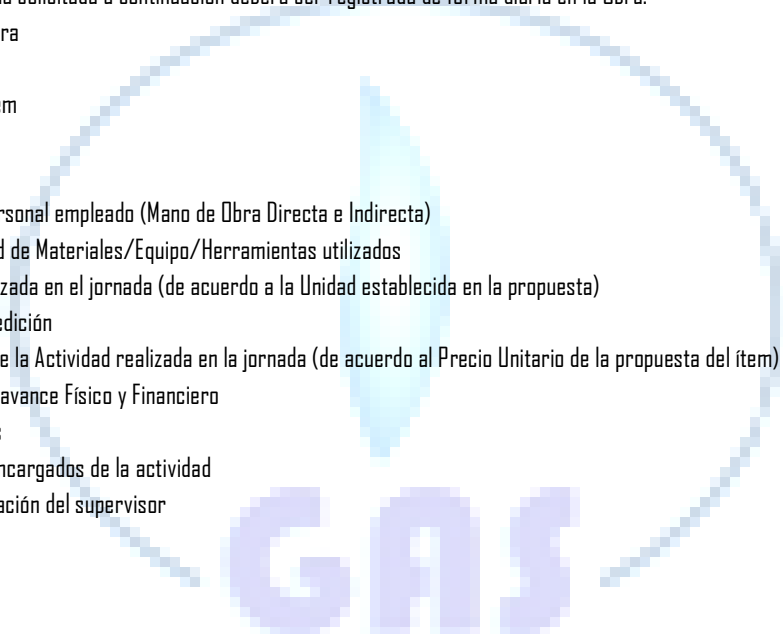 solicitado a continuación deberá ser registrada de forma diaria en la Obra.
ra
em
rsonal empleado (Mano de Obra Directa e Indirecta)
d de Materiales/Equipo/Herramientas utilizados
zada en el jornada (de acuerdo a la Unidad establecida en la propuesta)
edición
e la Actividad realizada en la jornada (de acuerdo al Precio Unitario de la propuesta del ítem)
avance Físico y Financiero
s
ncargados de la actividad
ación del supervisor
GAS